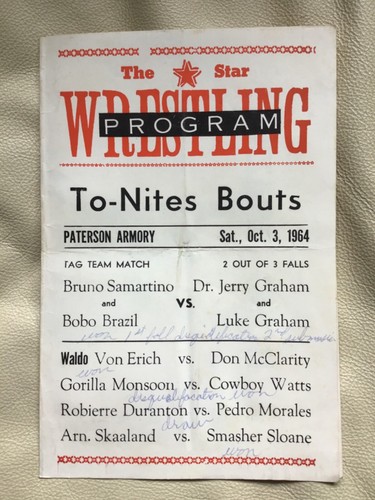 The Star
WRESTLING
PROGRAM
To-Nites Bouts
PATERSON ARMORY Sat., Oct. 3, 1964
TAG TEAM MATCH 2 OUT OF 3 FALLS
Bruno Samartino Dr. Jerry Graham
and VS. and
Bobo Brazil Luke Graham
won 1st fall disqualification 2nd
Waldo Von Erich vs. Don McClarity
won
Gorilla Monsoon vs. Cowboy Watts
disqualification won
Robierre Duranton vs. Pedro Morales
draw
Arn. Skaaland vs. Smasher Sloane
won